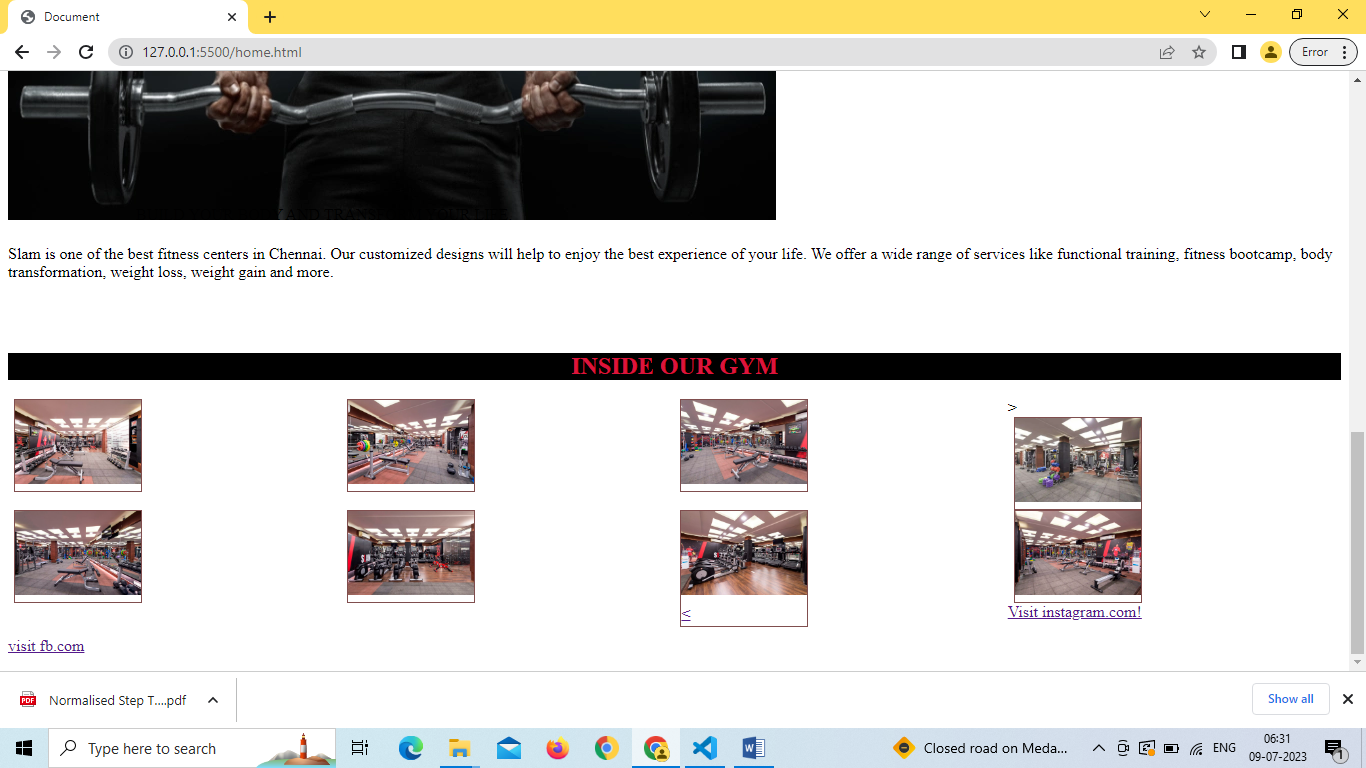 Document
127.0.0.1:5500/home.html
Error
Slam is one of the best fitness centers in Chennai. Our customized designs will help to enjoy the best experience of your life. We offer a wide range of services like functional training, fitness bootcamp, body
transformation, weight loss, weight gain and more.
INSIDE OUR GYM
>
<
Visit instagram.com!
visit fb.com
PDF
Normalised Step T....pdf
Show all
Type here to search
Closed road on Meda...
ENG
06:31
09-07-2023
1